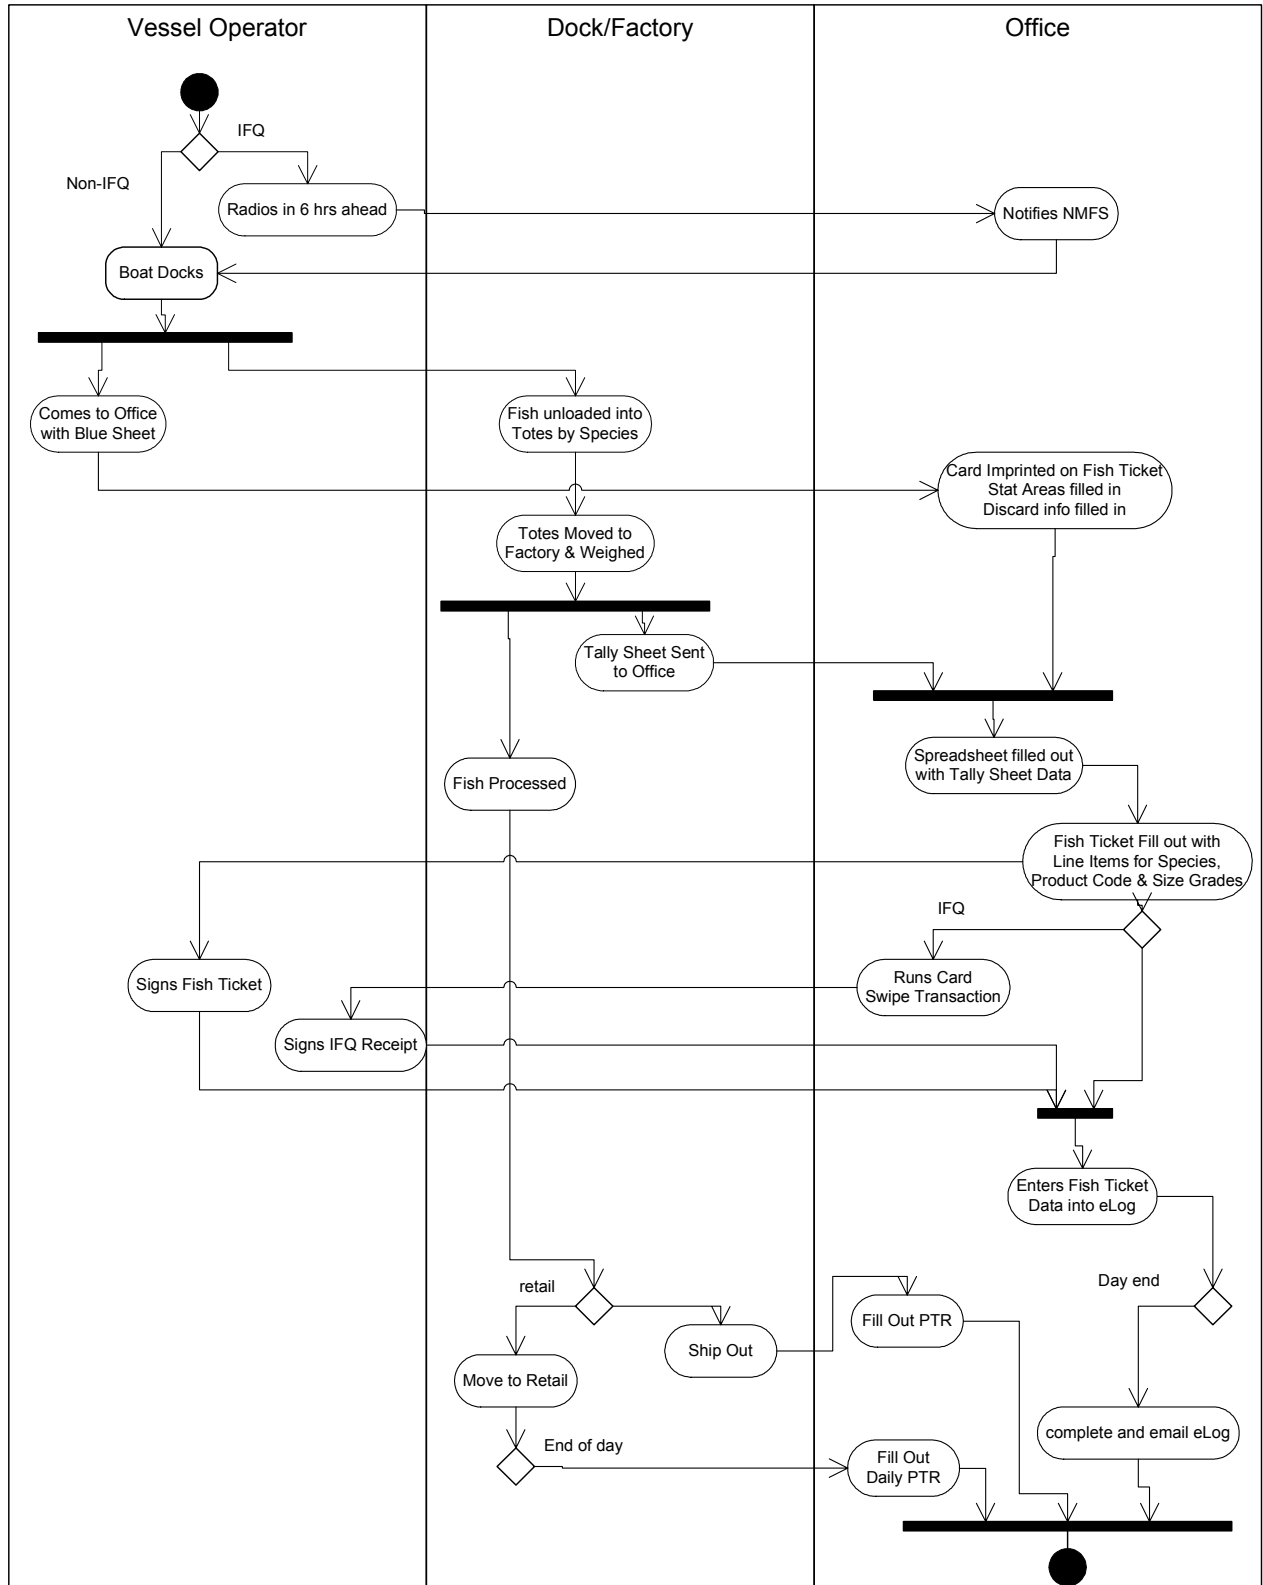 Vessel Operator
Dock/Factory
Office
IFQ
Non-IFQ
Radios in 6 hrs ahead
Notifies NMFS
Boat Docks
Comes to Office
with Blue Sheet
Fish unloaded into
Totes by Species
Card Imprinted on Fish Ticket
Stat Areas filled in
Discard info filled in
Totes Moved to
Factory & Weighed
Tally Sheet Sent
to Office
Spreadsheet filled out
with Tally Sheet Data
Fish Processed
Fish Ticket Fill out with
Line Items for Species,
Product Code & Size Grades
IFQ
Signs Fish Ticket
Runs Card
Swipe Transaction
Signs IFQ Receipt
Enters Fish Ticket
Data into eLog
retail
Day end
Ship Out
Fill Out PTR
Move to Retail
complete and email eLog
End of day
Fill Out
Daily PTR